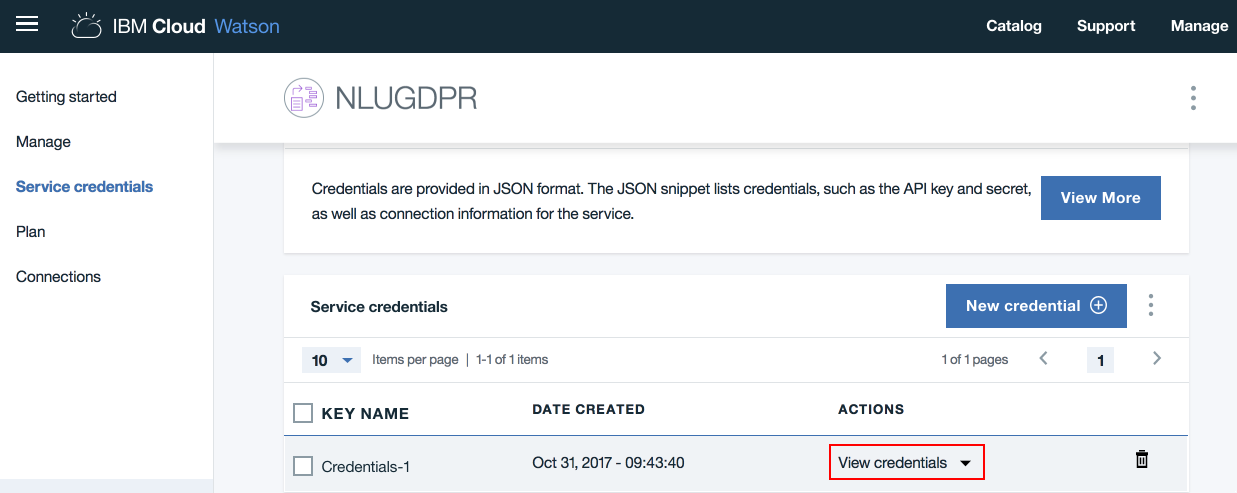 IBM Cloud Watson
Catalog Support Manage
Getting started
Manage
Service credentials
Plan
Connections
NLUGDPR
Credentials are provided in JSON format. The JSON snippet lists credentials, such as the API key and secret,
as well as connection information for the service.
View More
Service credentials
New credential
10 Items per page | 1-1 of 1 items 1 of 1 pages 1
KEY NAME DATE CREATED ACTIONS
Credentials-1 Oct 31, 2017 - 09:43:40 View credentials